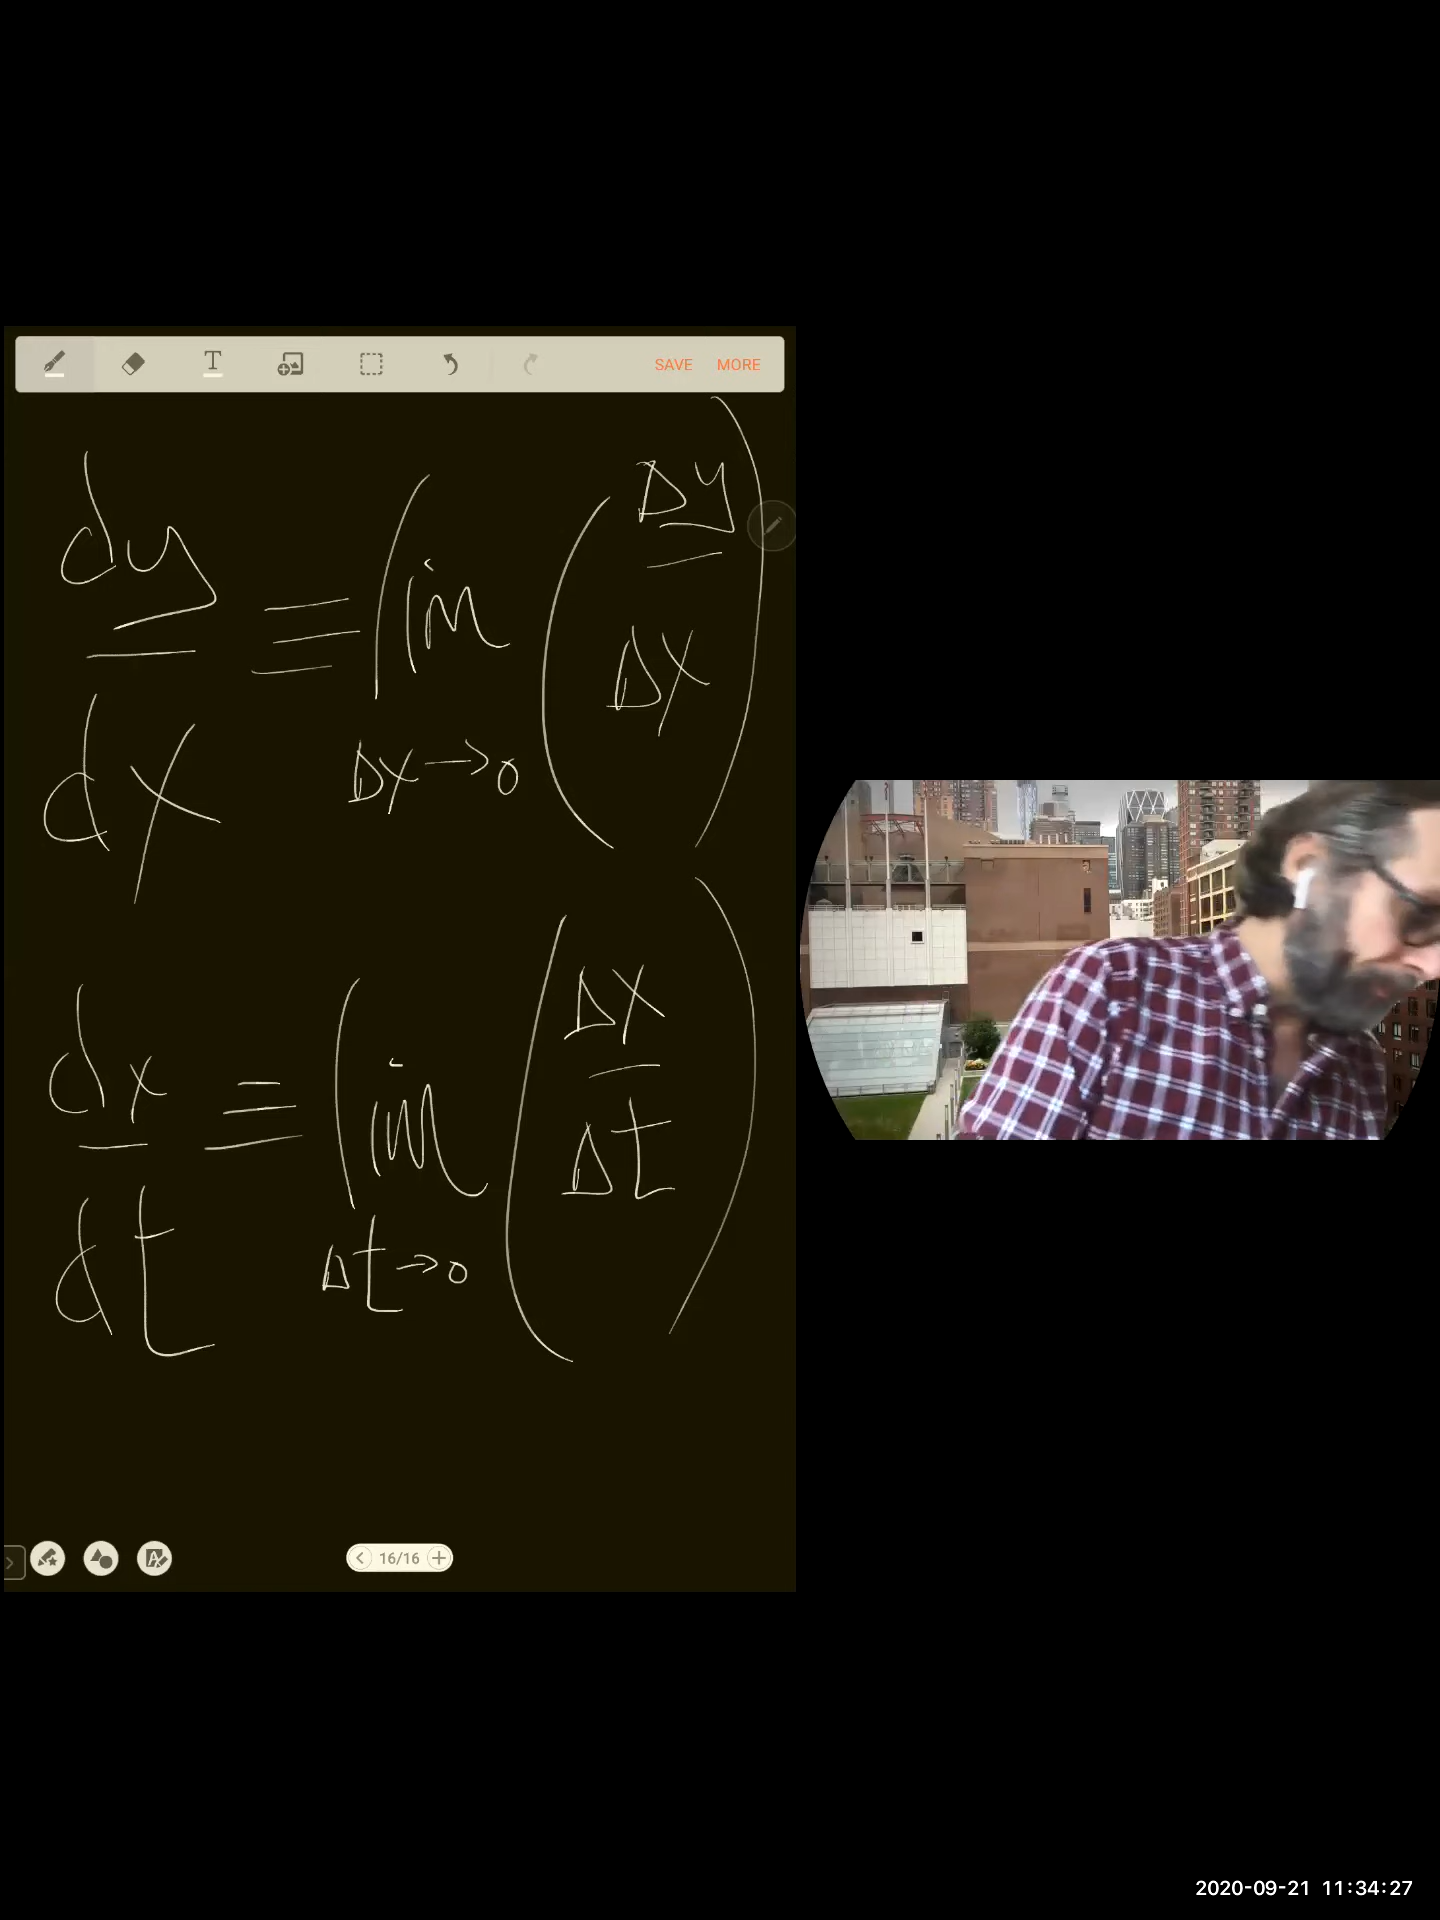 T SAVE MORE
dy/dx ≡ lim Δx→0 (Δy/Δx)
dx/dt ≡ lim Δt→0 (Δx/Δt)
16/16
2020-09-21 11:34:27